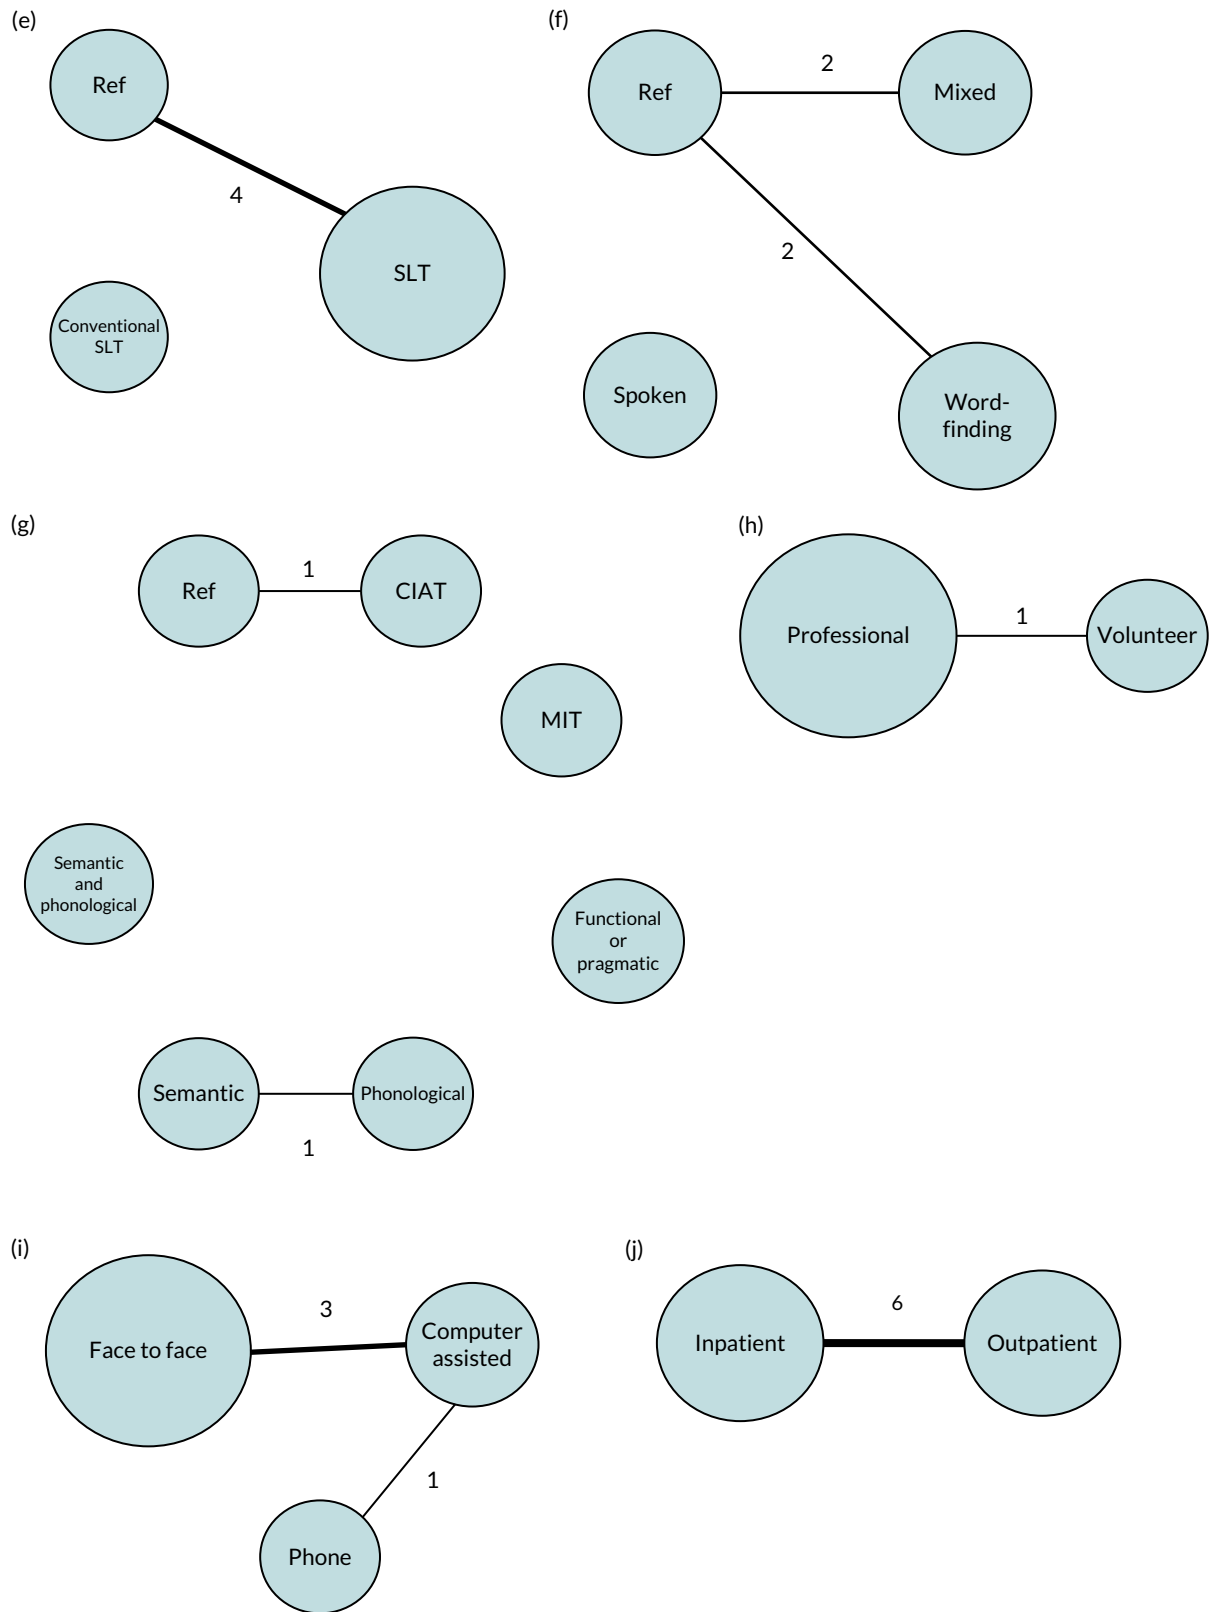 (e)
Ref
4
SLT
Conventional
SLT
(f)
Ref
2
Mixed
2
Spoken
Word-
finding
(g)
Ref
1
CIAT
MIT
Semantic
and
phonological
Functional
or
pragmatic
Semantic
1
Phonological
(h)
Professional
1
Volunteer
(i)
Face to face
3
Computer
assisted
1
Phone
(j)
Inpatient
6
Outpatient